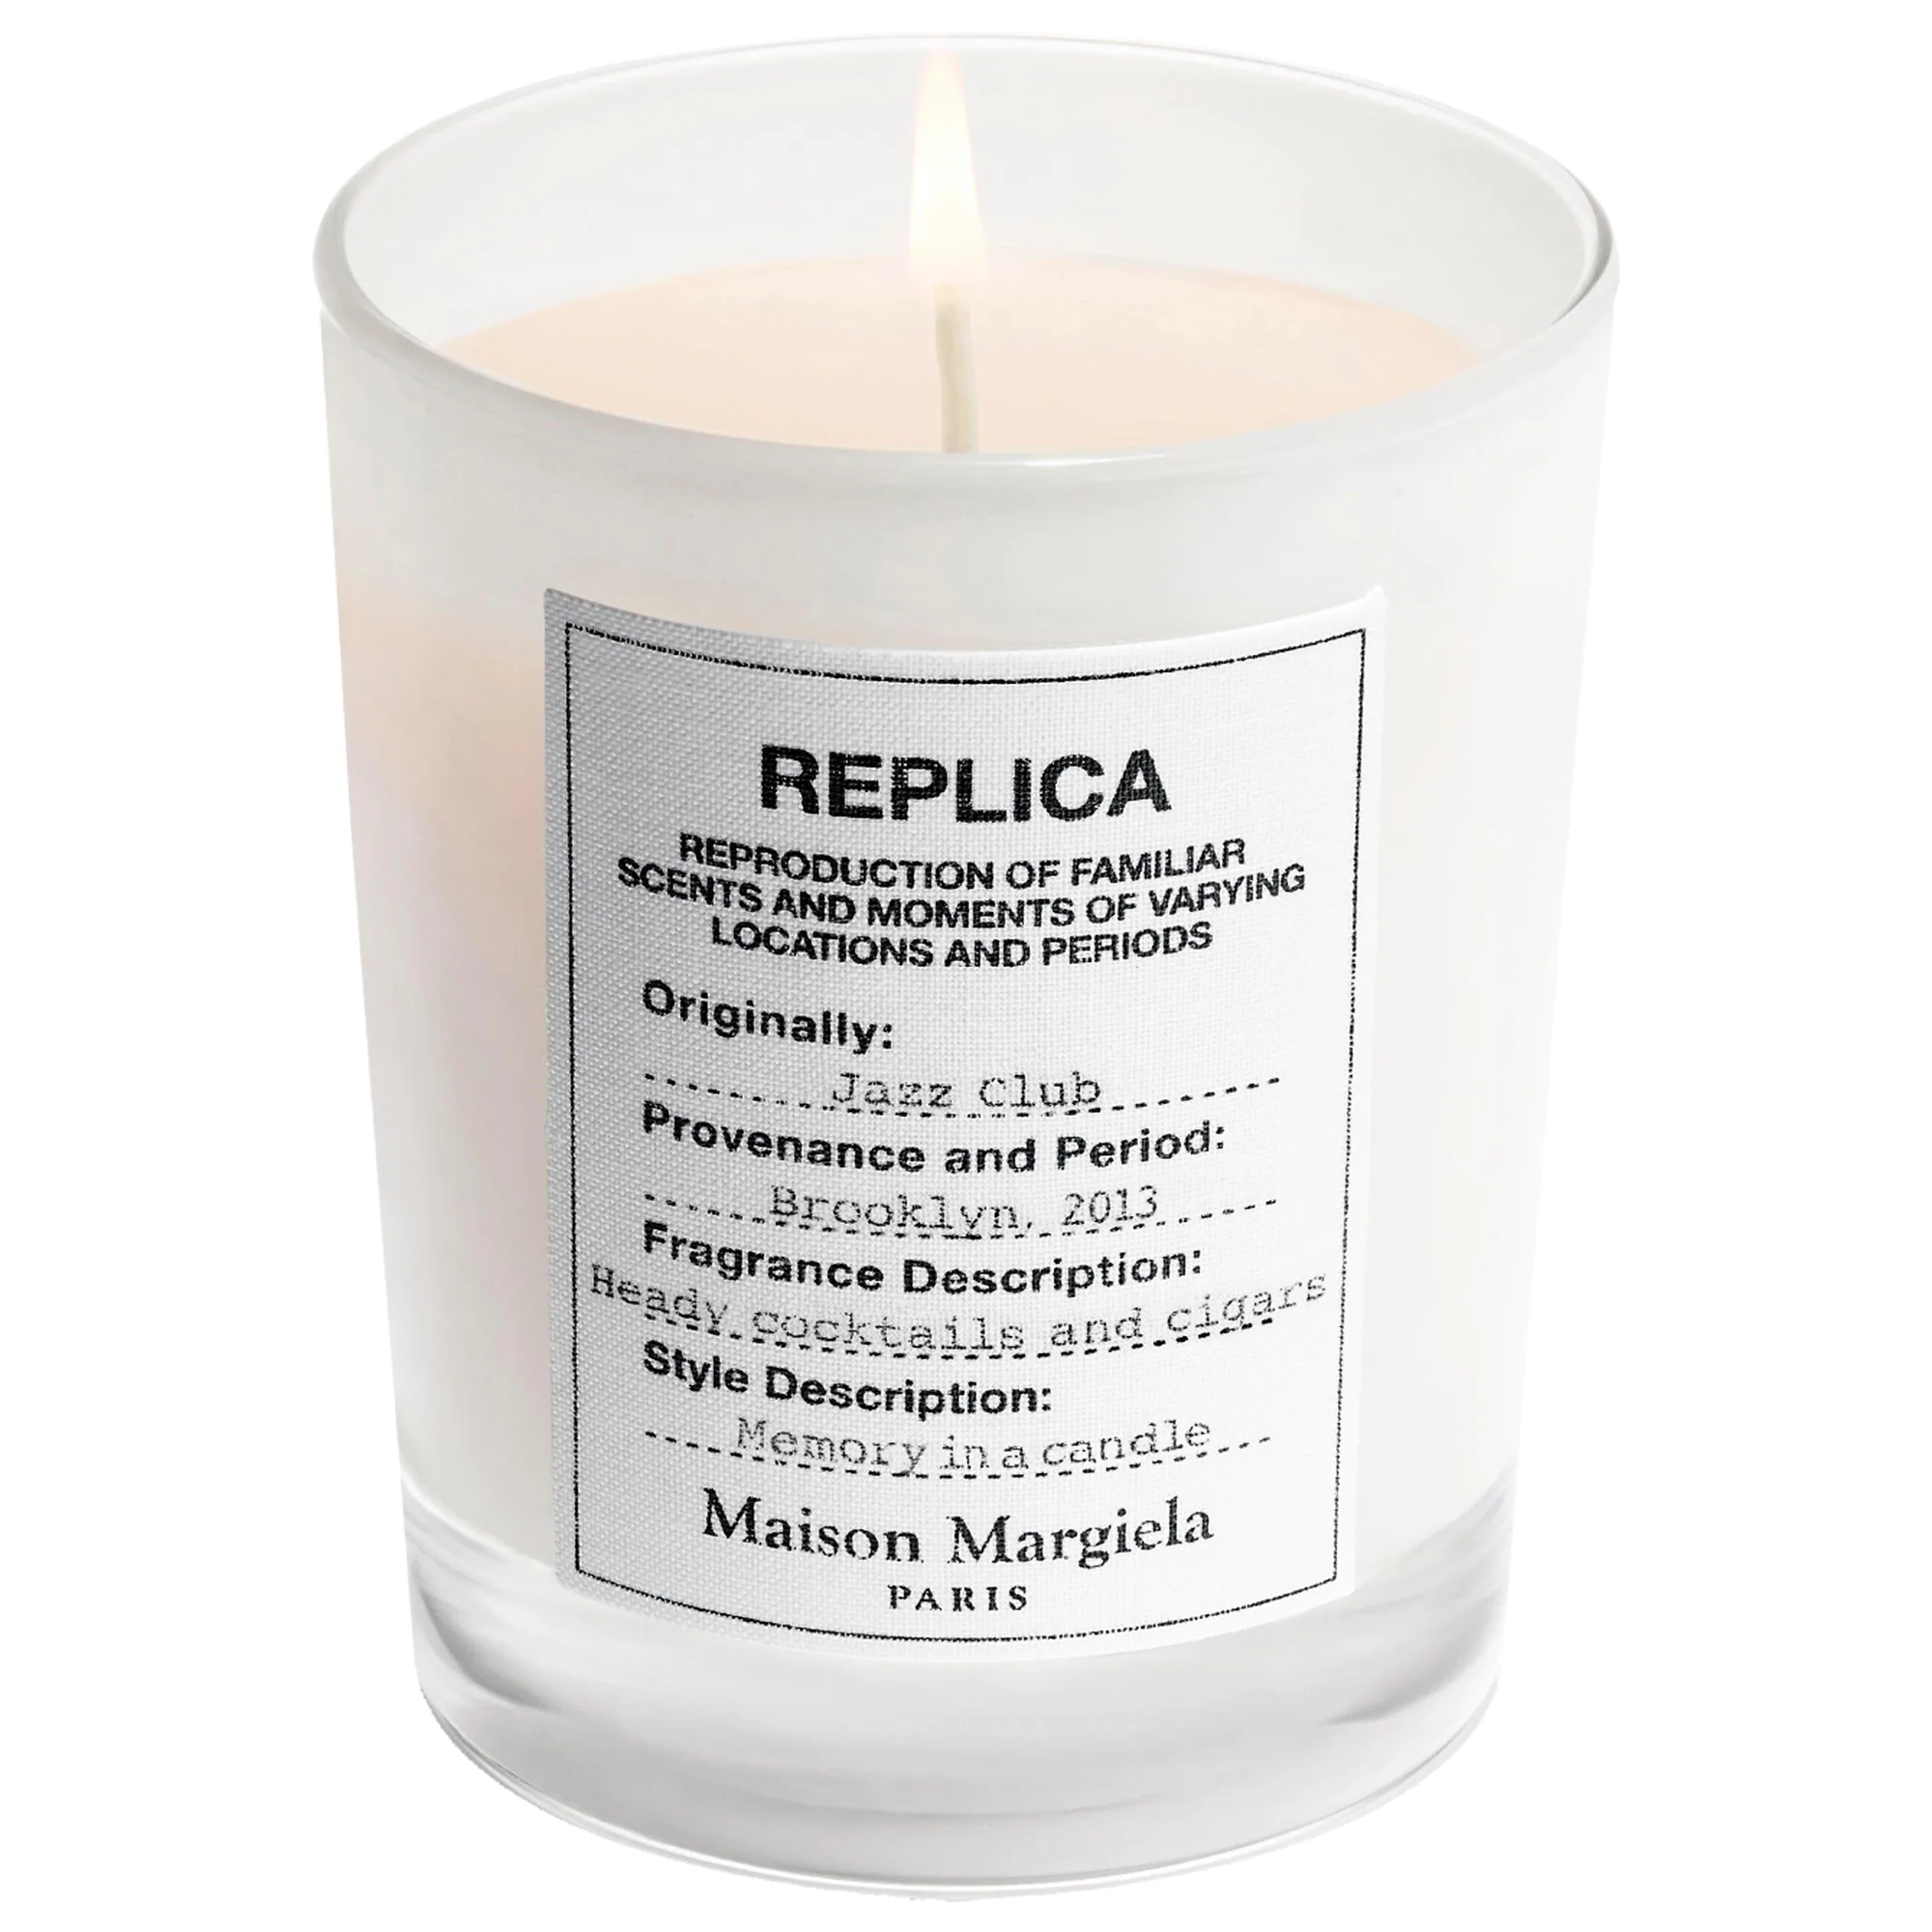 REPLICA
REPRODUCTION OF FAMILIAR
SCENTS AND MOMENTS OF VARYING
LOCATIONS AND PERIODS
Originally:
Jazz Club
Provenance and Period:
Brooklyn, 2013
Fragrance Description:
Heady cocktails and cigars
Style Description:
Memory in a candle
Maison Margiela
PARIS